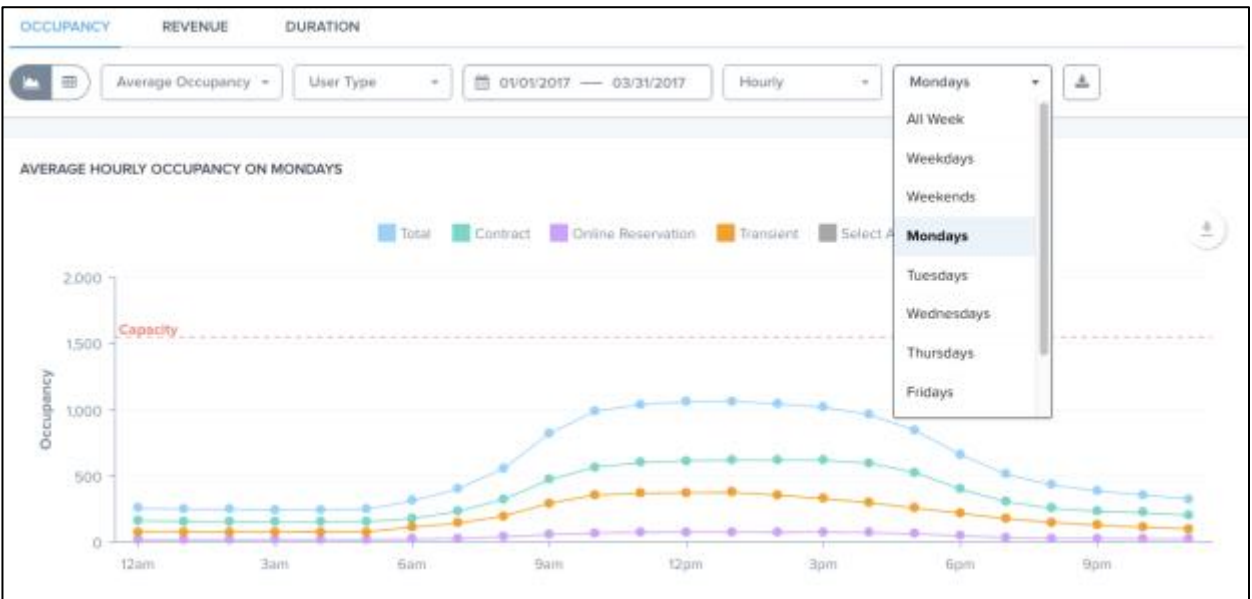 OCCUPANCY REVENUE DURATION
Average Occupancy User Type 01/01/2017 — 03/31/2017 Hourly Mondays
All Week
Weekdays
Weekends
Mondays
Tuesdays
Wednesdays
Thursdays
Fridays
AVERAGE HOURLY OCCUPANCY ON MONDAYS
Total Contract Online Reservation Transient Select A
Capacity
Occupancy
2,000
1,500
1,000
500
0
12am 3am 6am 9am 12pm 3pm 6pm 9pm